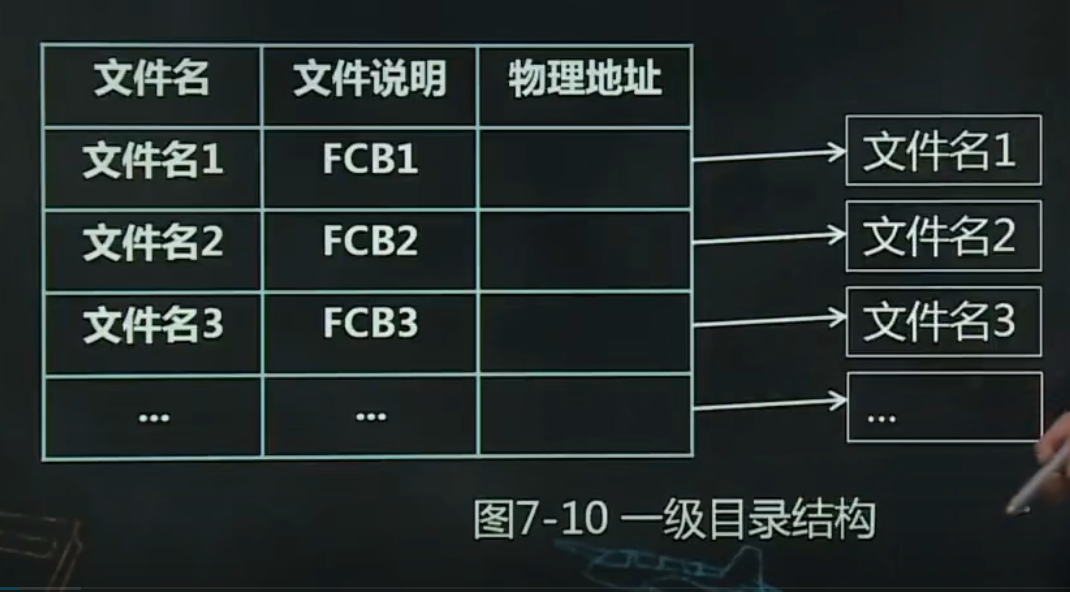 文件名 文件说明 物理地址
文件名1 FCB1 文件名1
文件名2 FCB2 文件名2
文件名3 FCB3 文件名3
... ... ...
图7-10 一级目录结构